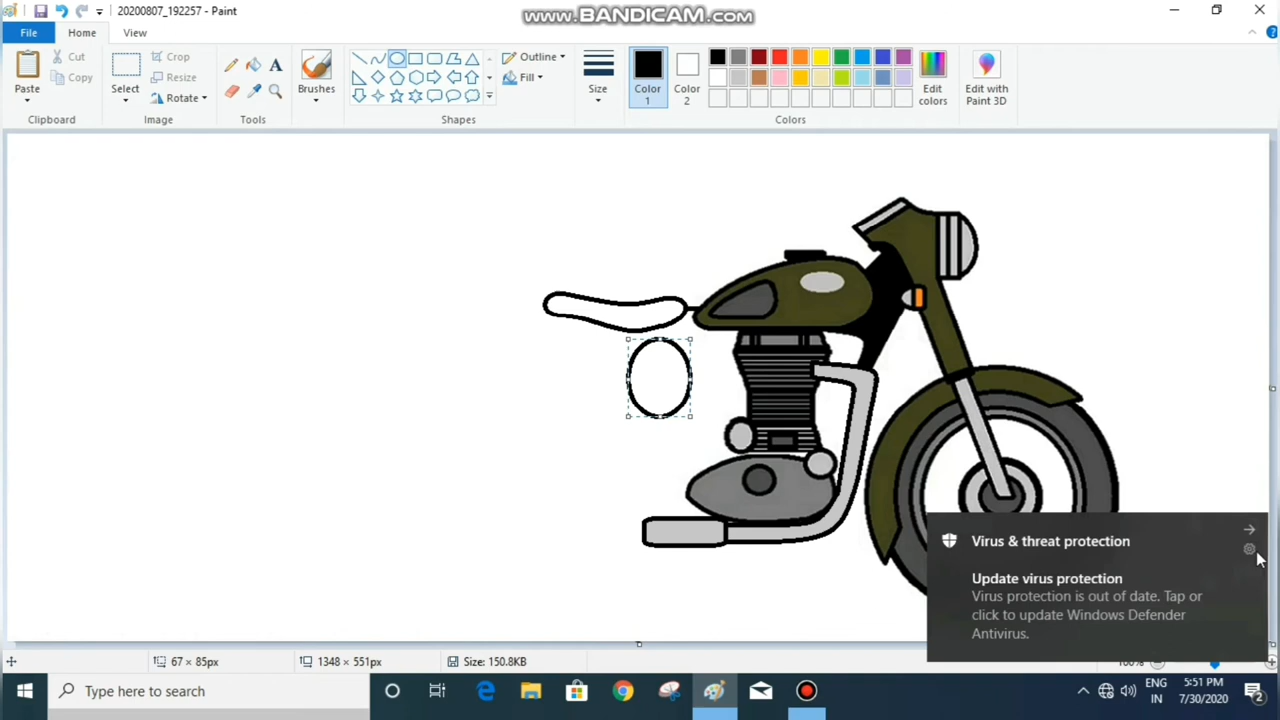 20200807_192257 - Paint
www.BANDICAM.com
File
Home
View
Paste
Cut
Copy
Clipboard
Select
Crop
Resize
Rotate
Image
A
Tools
Brushes
Shapes
Outline
Fill
Size
Color
1
Color
2
Edit
colors
Colors
Edit with
Paint 3D
Virus & threat protection
Update virus protection
Virus protection is out of date. Tap or
click to update Windows Defender
Antivirus.
67 × 85px
1348 × 551px
Size: 150.8KB
100%
Type here to search
ENG
IN
5:51 PM
7/30/2020
2